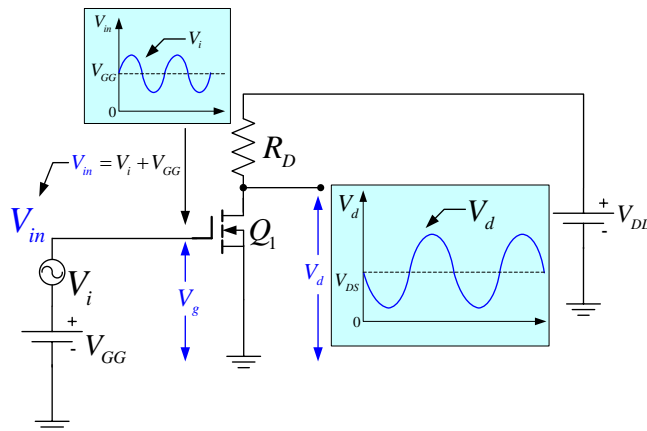 V_in
V_i
V_GG
0
V_in = V_i + V_GG
R_D
V_in
Q_1
V_i
V_g
V_GG
V_d
V_d
V_d
V_DS
0
+
-
V_DD
+
-